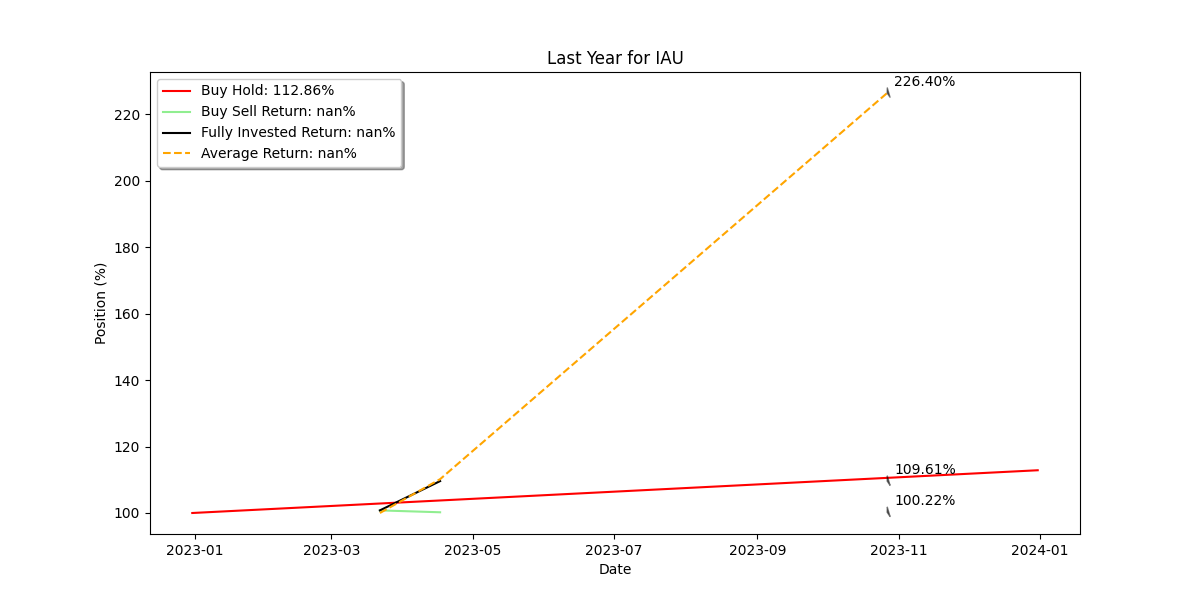 Last Year for IAU
Buy Hold: 112.86%
Buy Sell Return: nan%
Fully Invested Return: nan%
Average Return: nan%
226.40%
109.61%
100.22%
Position (%)
220
200
180
160
140
120
100
2023-01
2023-03
2023-05
2023-07
2023-09
2023-11
2024-01
Date